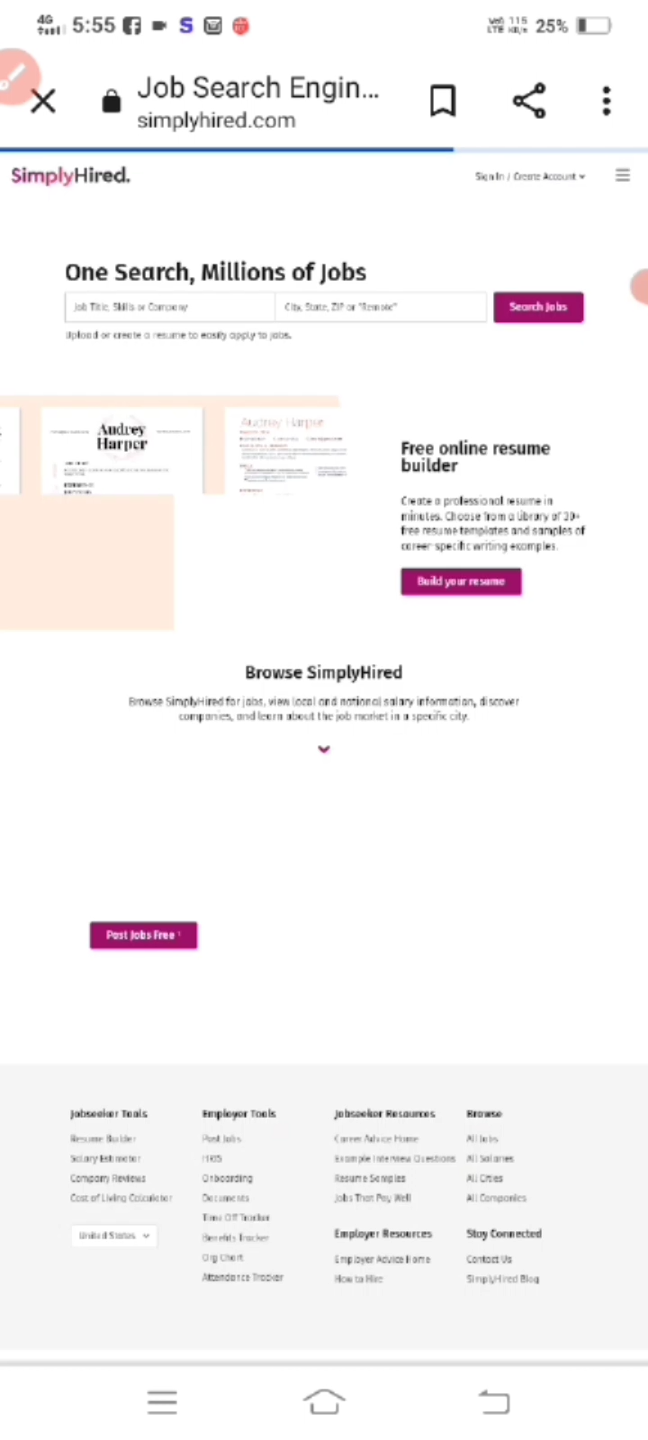 4G
5:55
115
LTE KB/s
25%
Job Search Engin...
simplyhired.com
SimplyHired.
Sign In / Create Account
One Search, Millions of Jobs
Job Title, Skills or Company
City, State, ZIP or "Remote"
Search Jobs
Upload or create a resume to easily apply to jobs.
Audrey
Harper
Audrey Harper
Free online resume
builder
Create a professional resume in
minutes. Choose from a library of 20+
free resume templates and samples of
career specific writing examples.
Build your resume
Browse SimplyHired
Browse SimplyHired for jobs, view local and national salary information, discover
companies, and learn about the job market in a specific city.
Post Jobs Free
Jobseeker Tools
Resume Builder
Salary Estimator
Company Reviews
Cost of Living Calculator
United States
Employer Tools
Post Jobs
HRIS
Onboarding
Documents
Time Off Tracker
Benefits Tracker
Org Chart
Attendance Tracker
Jobseeker Resources
Career Advice Home
Example Interview Questions
Resume Samples
Jobs That Pay Well
Employer Resources
Employer Advice Home
How to Hire
Browse
All Jobs
All Salaries
All Cities
All Companies
Stay Connected
Contact Us
SimplyHired Blog